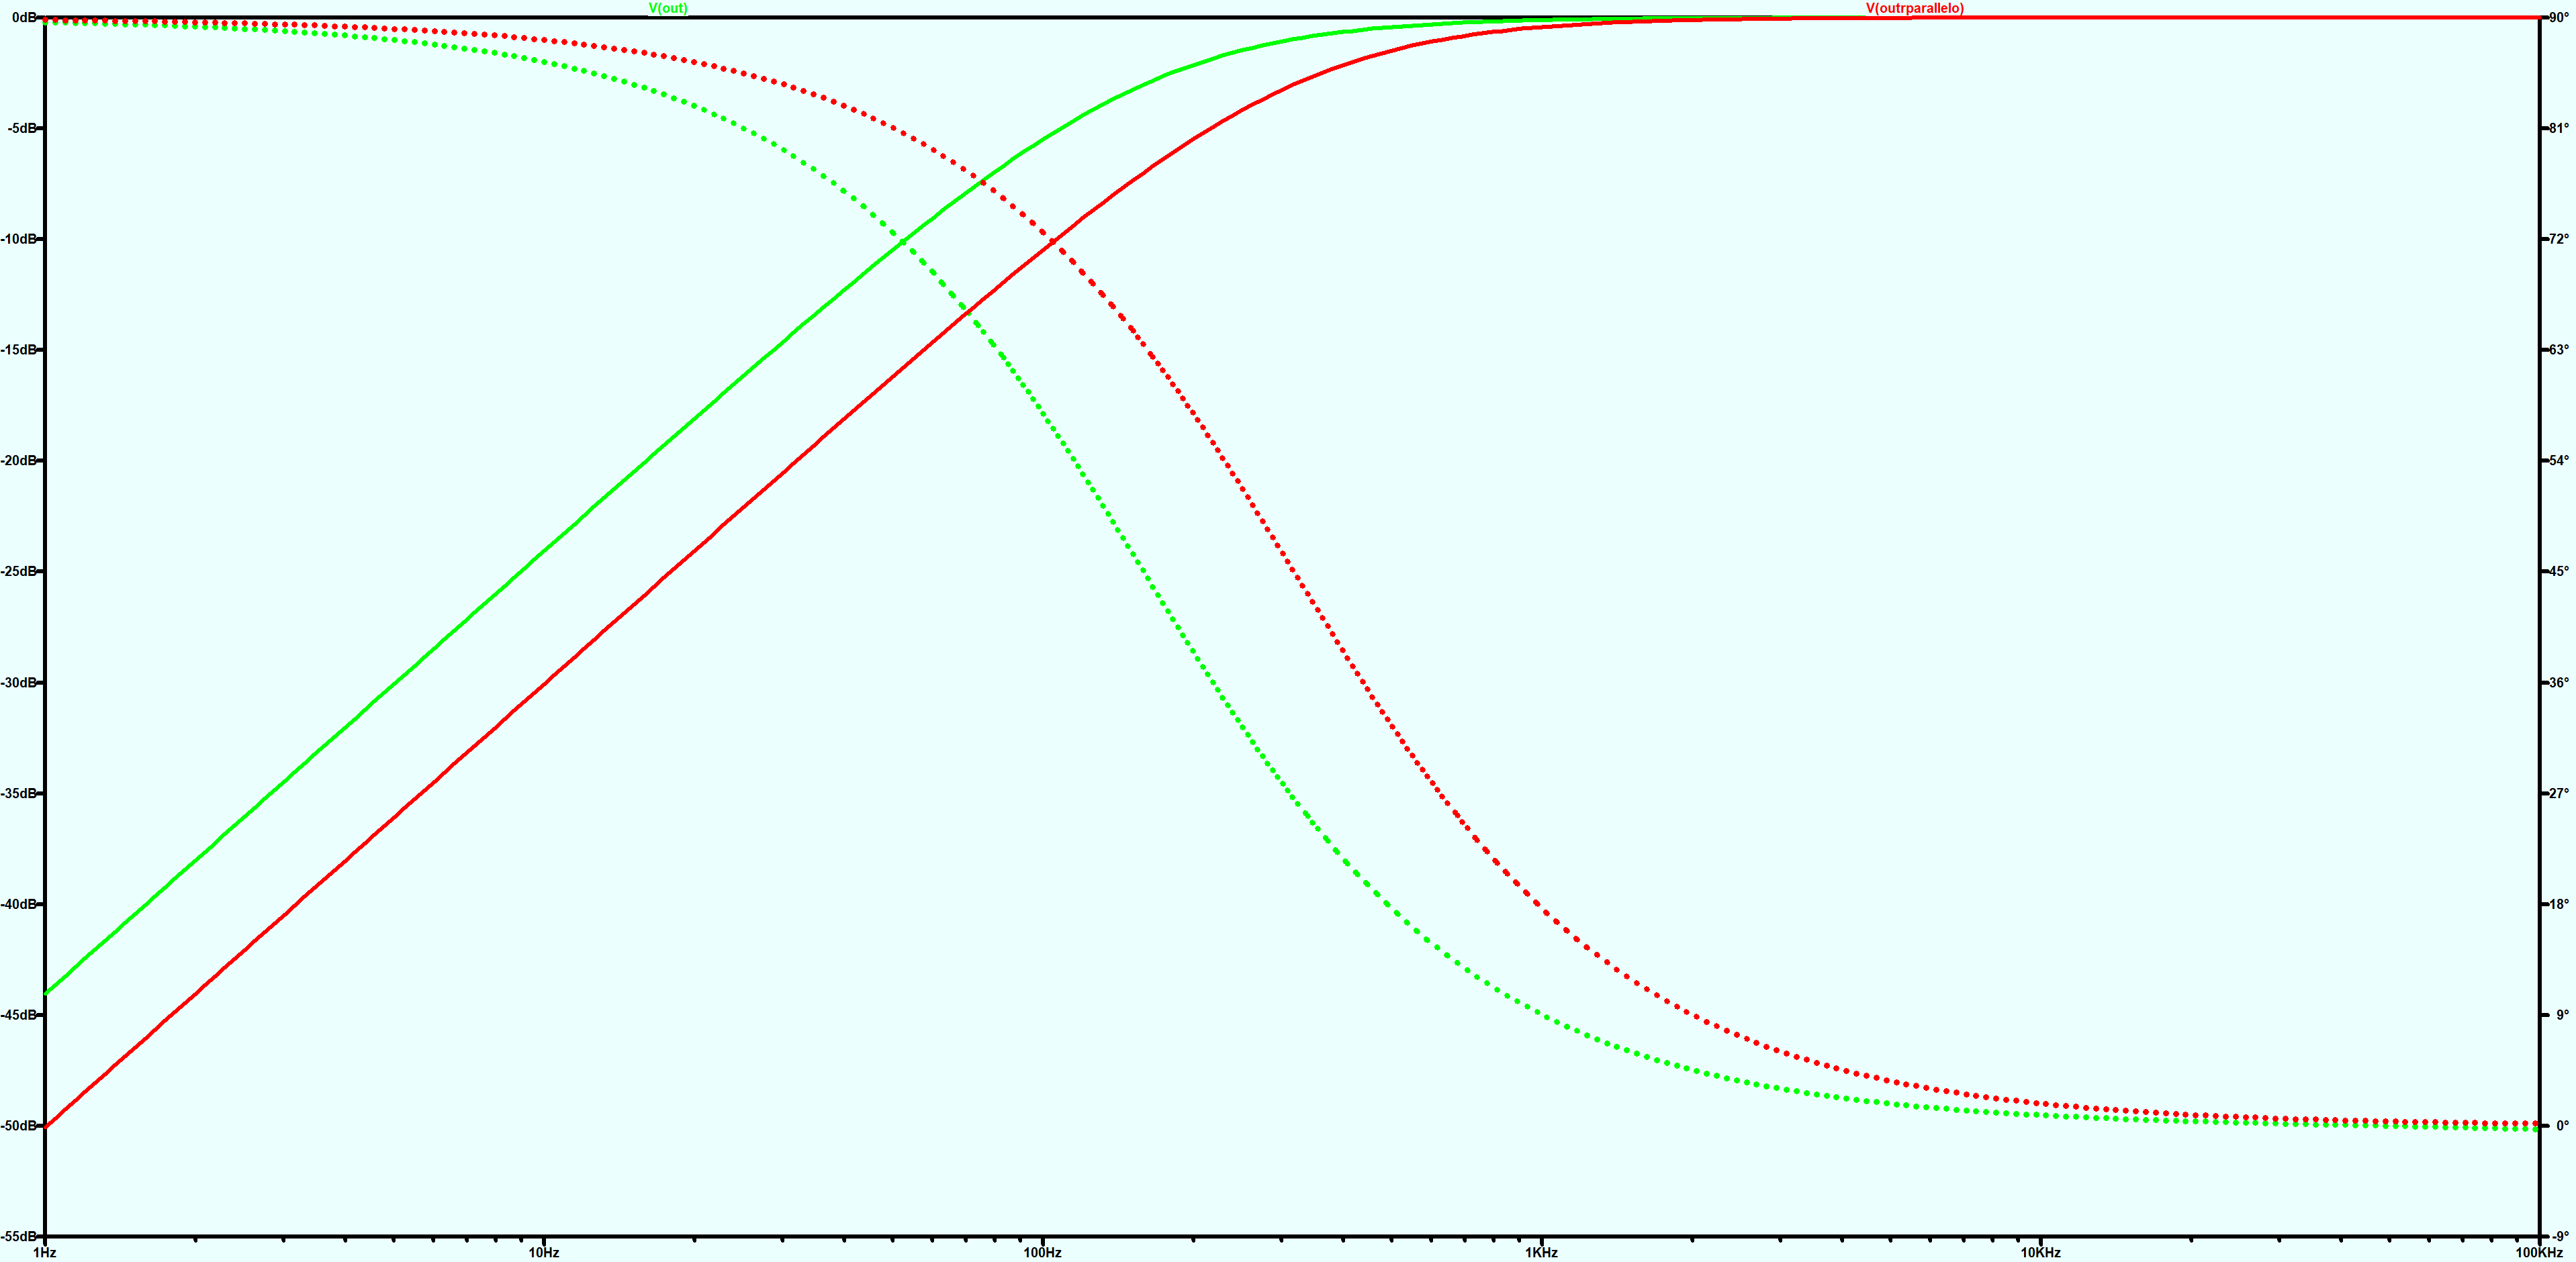 V(out) V(outrparallelo)
0dB 90°
-5dB 81°
-10dB 72°
-15dB 63°
-20dB 54°
-25dB 45°
-30dB 36°
-35dB 27°
-40dB 18°
-45dB 9°
-50dB 0°
-55dB -9°
1Hz 10Hz 100Hz 1KHz 10KHz 100KHz